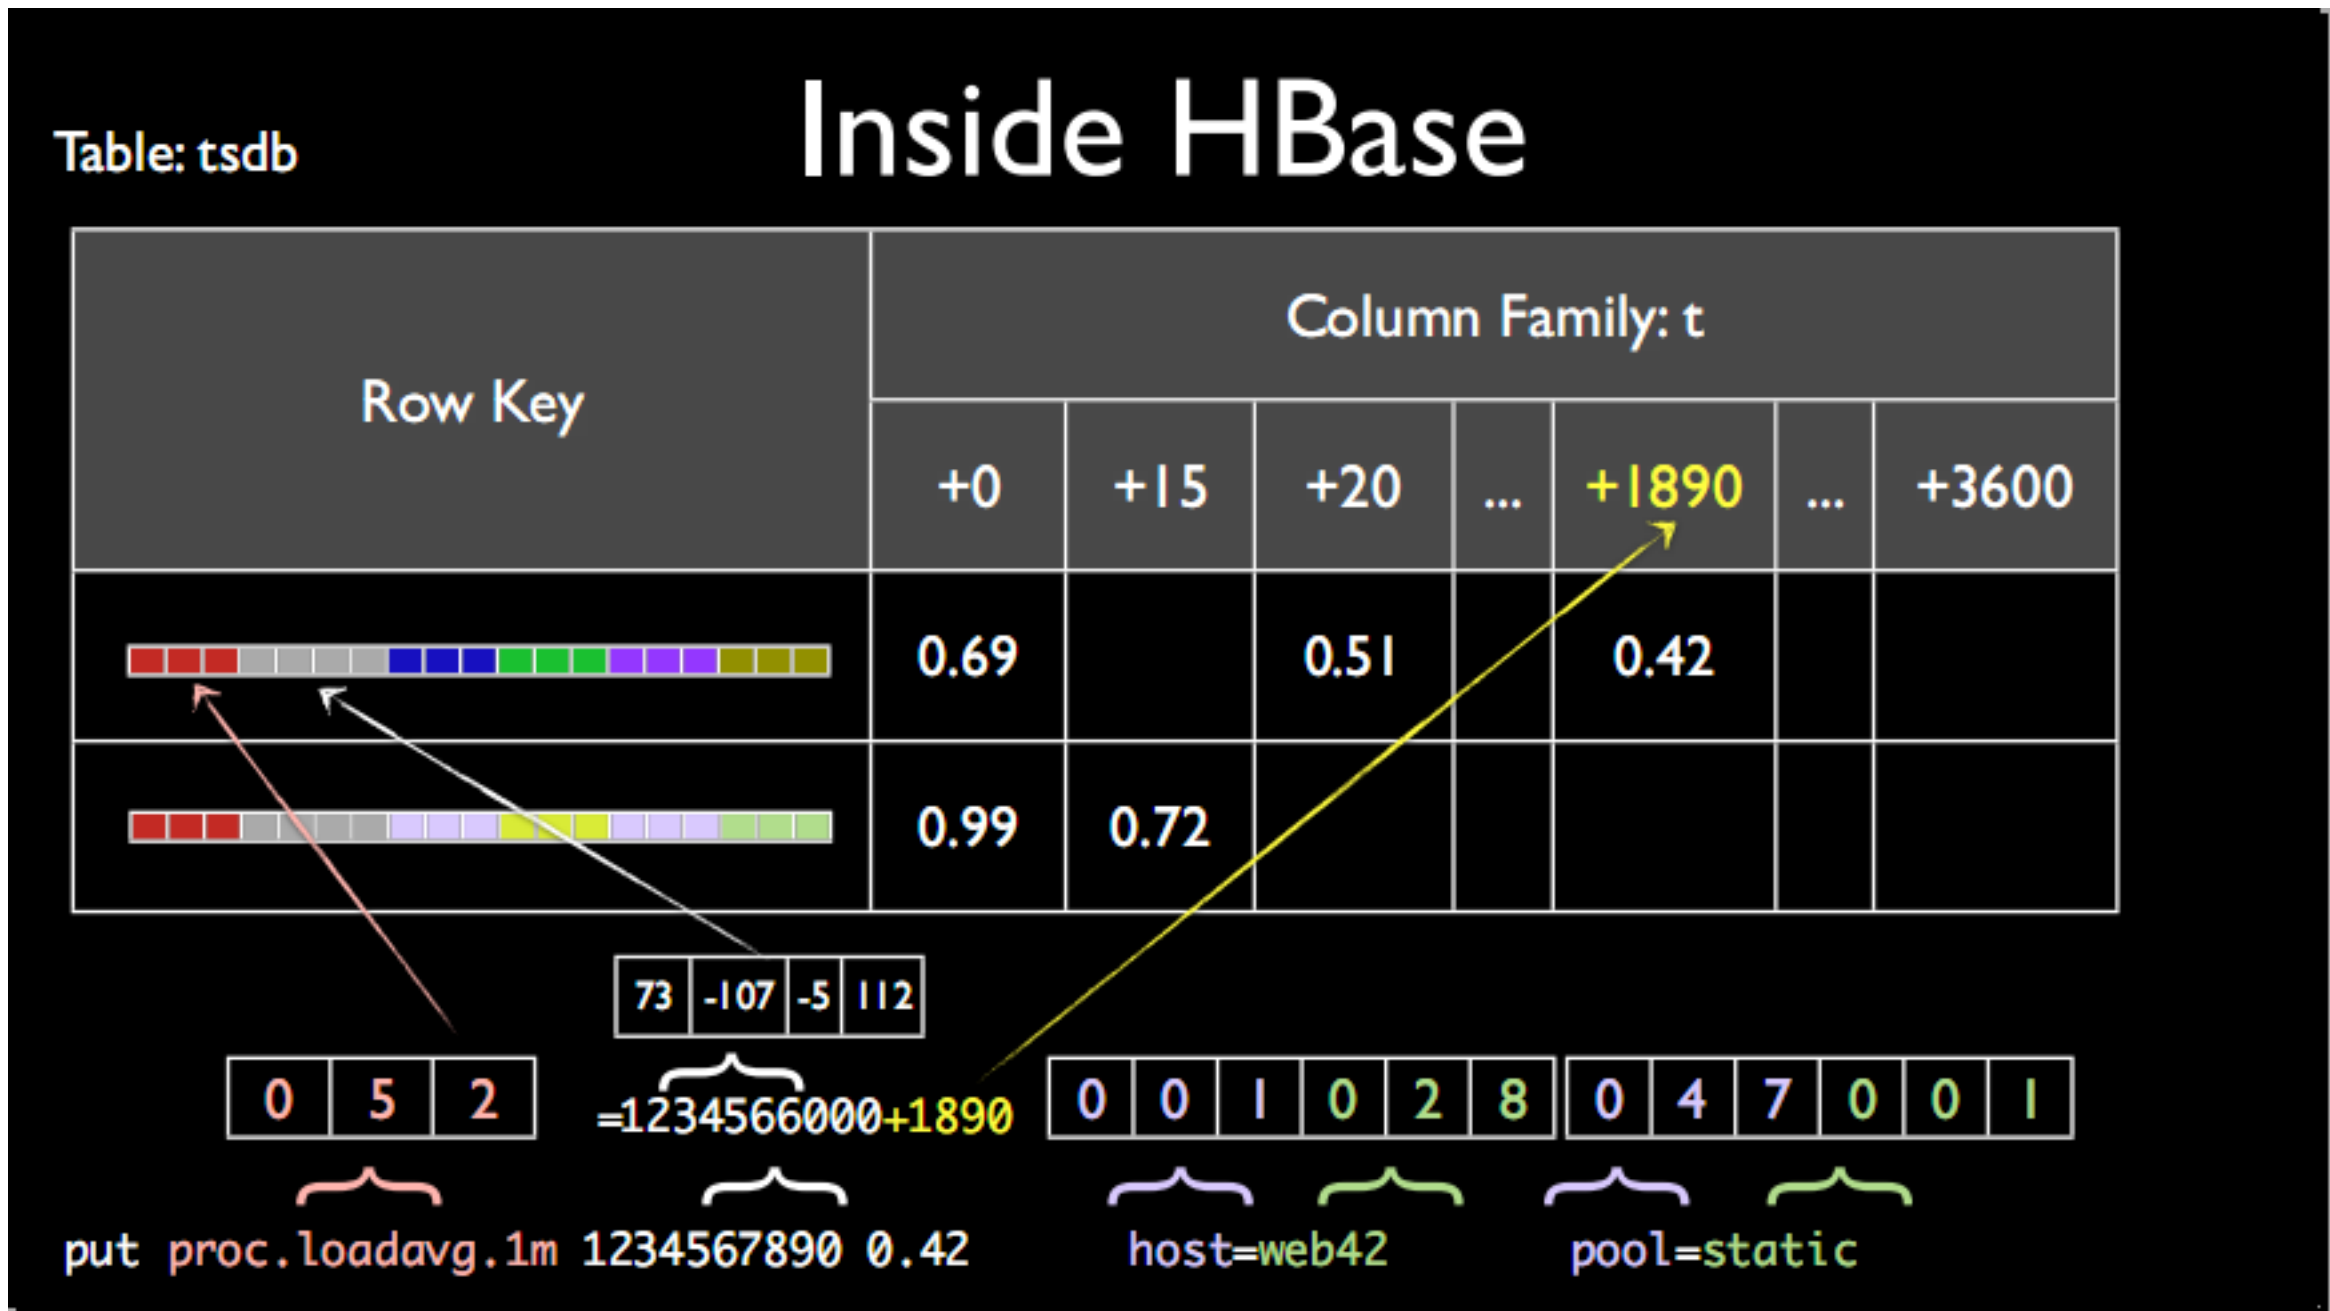 Inside HBase
Table: tsdb
Row Key
Column Family: t
+0 +15 +20 ... +1890 ... +3600
0.69 0.51 0.42
0.99 0.72
73 -107 -5 112
0 5 2
=1234566000+1890
0 0 1 0 2 8 0 4 7 0 0 1
put proc.loadavg.1m 1234567890 0.42 host=web42 pool=static